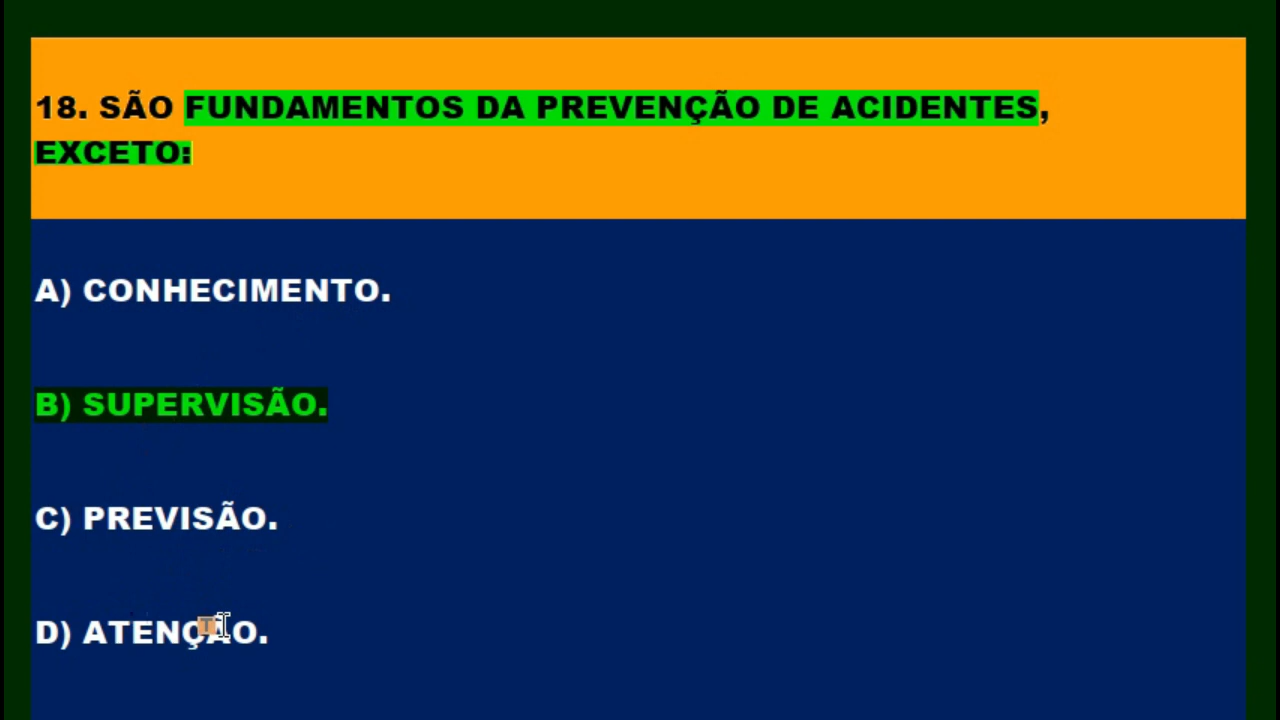 18. SÃO FUNDAMENTOS DA PREVENÇÃO DE ACIDENTES,
EXCETO:
A) CONHECIMENTO.
B) SUPERVISÃO.
C) PREVISÃO.
D) ATENÇÃO.